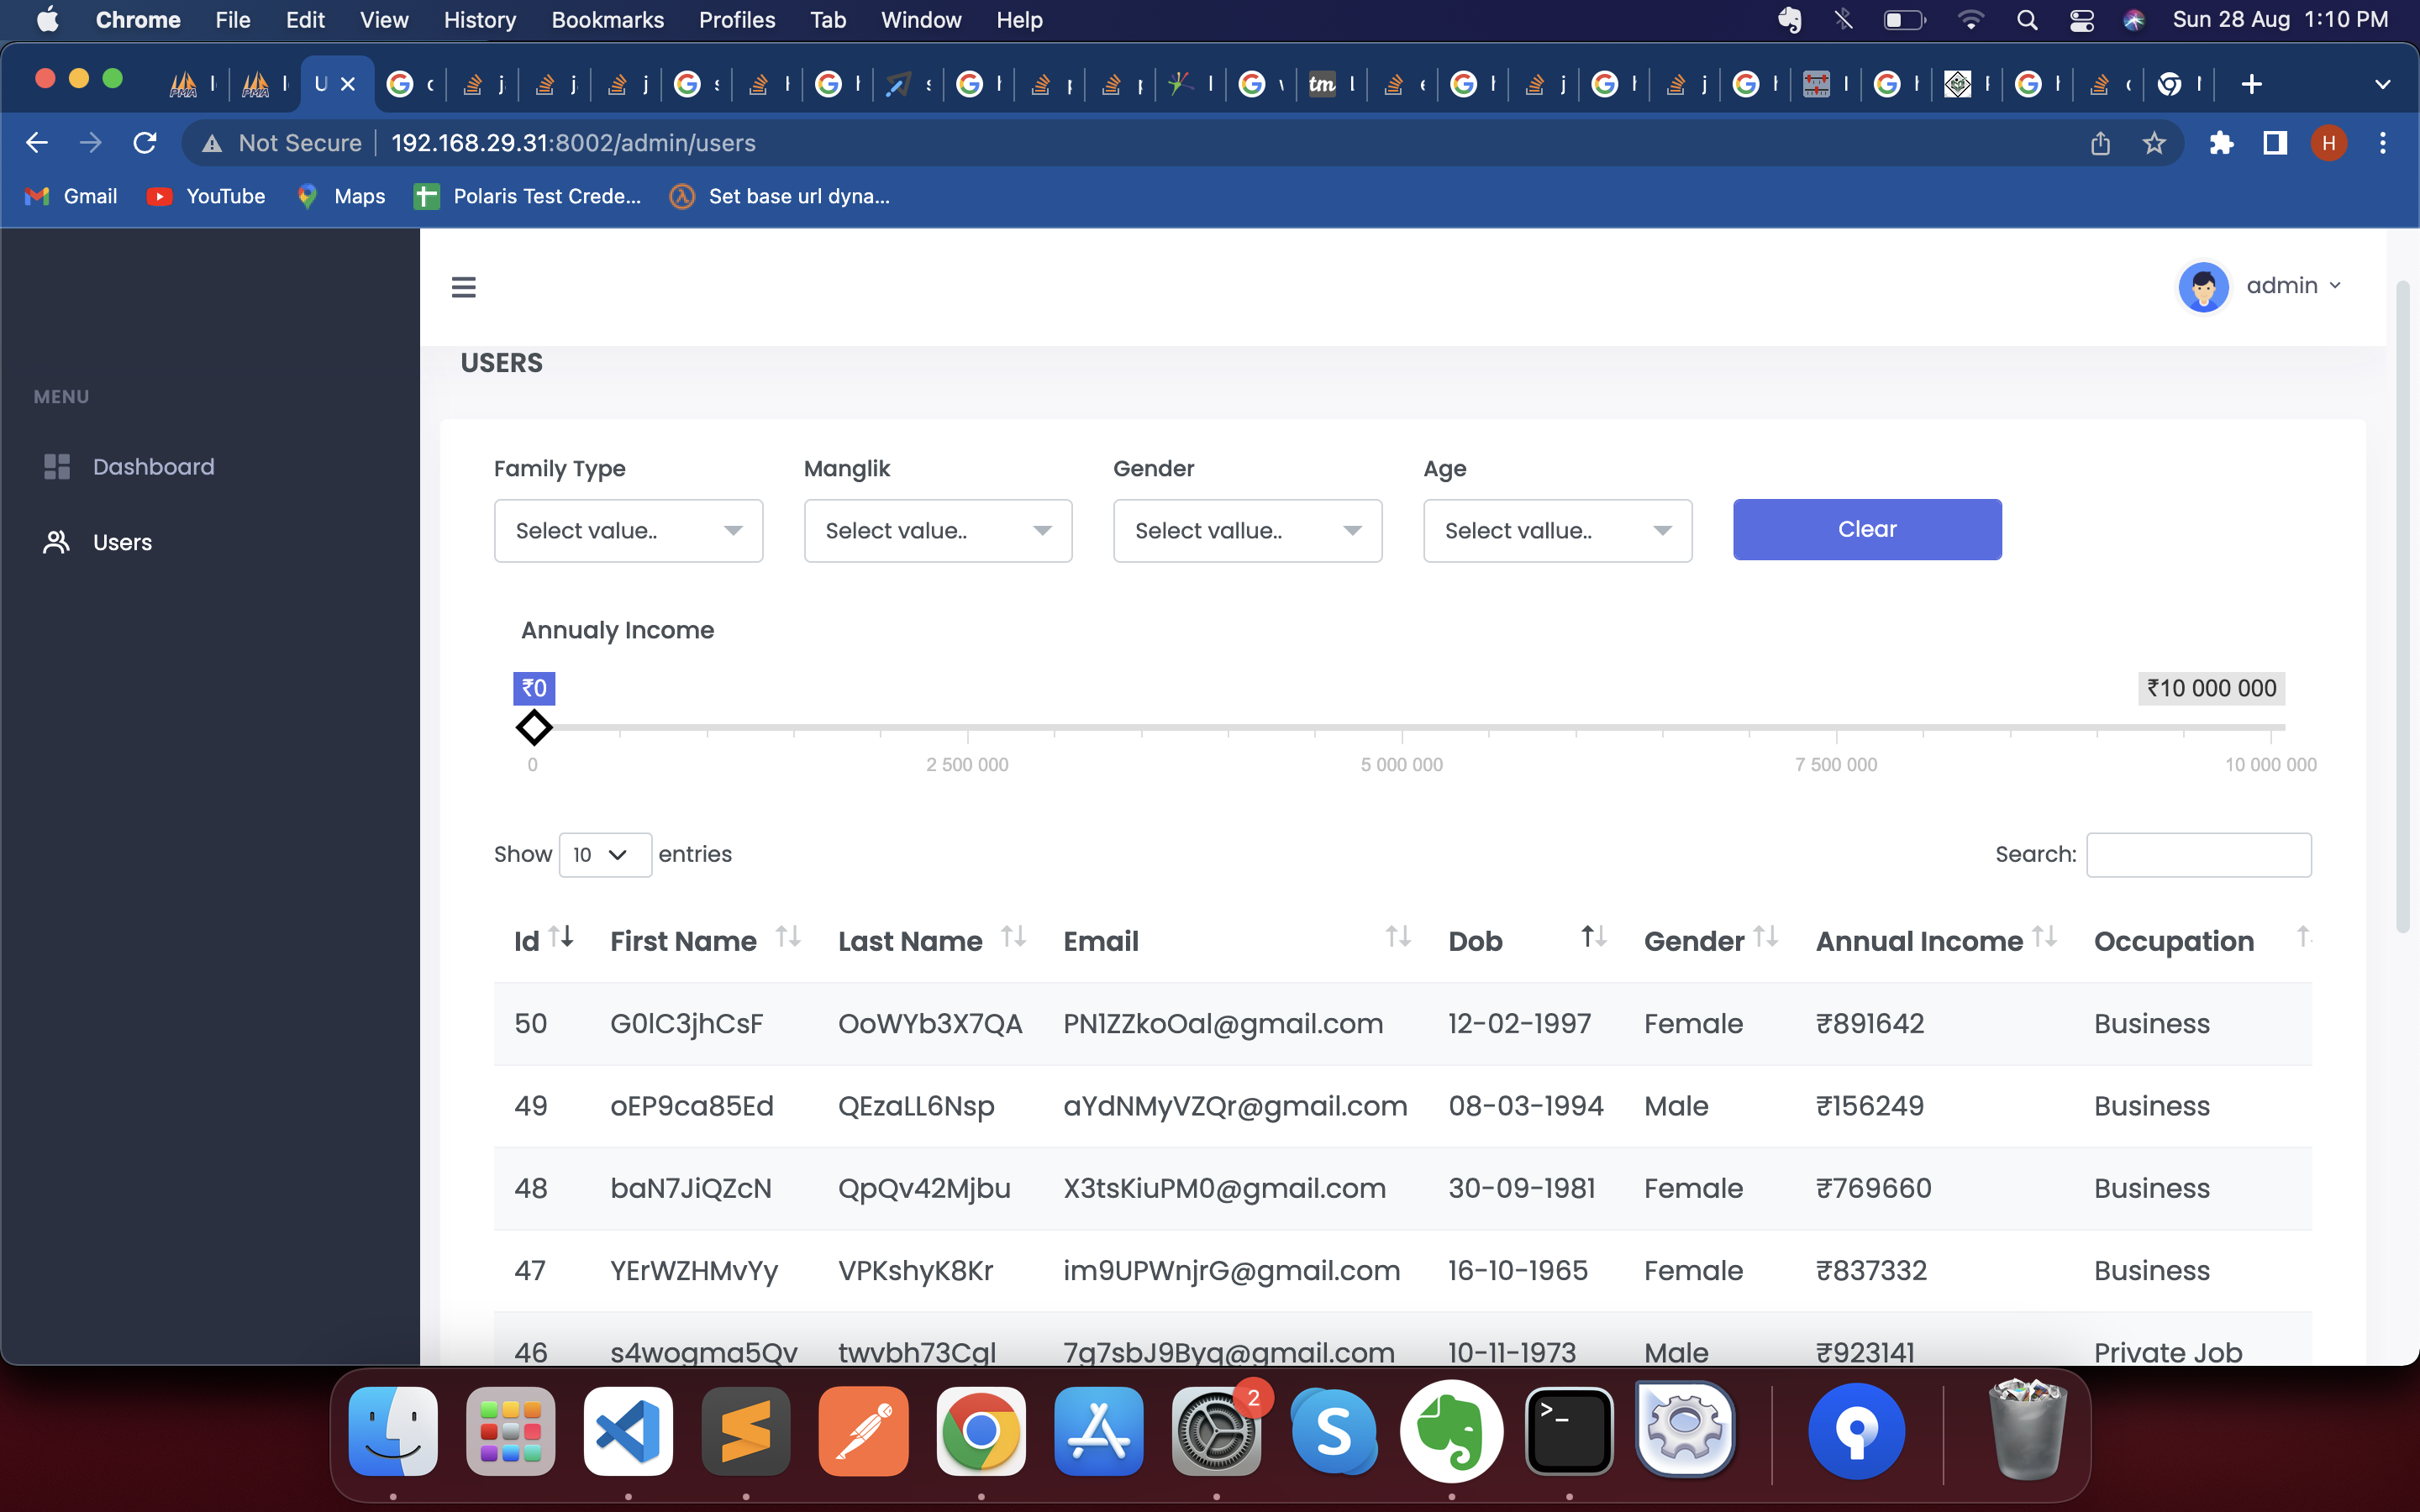 Chrome File Edit View History Bookmarks Profiles Tab Window Help Sun 28 Aug 1:10 PM
U
Not Secure 192.168.29.31:8002/admin/users H
Gmail YouTube Maps Polaris Test Crede... Set base url dyna...
admin
USERS
MENU
Dashboard
Users
Family Type Manglik Gender Age
Select value.. Select value.. Select vallue.. Select vallue.. Clear
Annualy Income
₹0 ₹10 000 000
0 2 500 000 5 000 000 7 500 000 10 000 000
Show 10 entries Search:
Id First Name Last Name Email Dob Gender Annual Income Occupation
50 G0lC3jhCsF OoWYb3X7QA PN1ZZkoOal@gmail.com 12-02-1997 Female ₹891642 Business
49 oEP9ca85Ed QEzaLL6Nsp aYdNMyVZQr@gmail.com 08-03-1994 Male ₹156249 Business
48 baN7JiQZcN QpQv42Mjbu X3tsKiuPM0@gmail.com 30-09-1981 Female ₹769660 Business
47 YErWZHMvYy VPKshyK8Kr im9UPWnjrG@gmail.com 16-10-1965 Female ₹837332 Business
46 s4wogma5Qv twvbh73Cgl 7g7sbJ9Byq@gmail.com 10-11-1973 Male ₹923141 Private Job
2